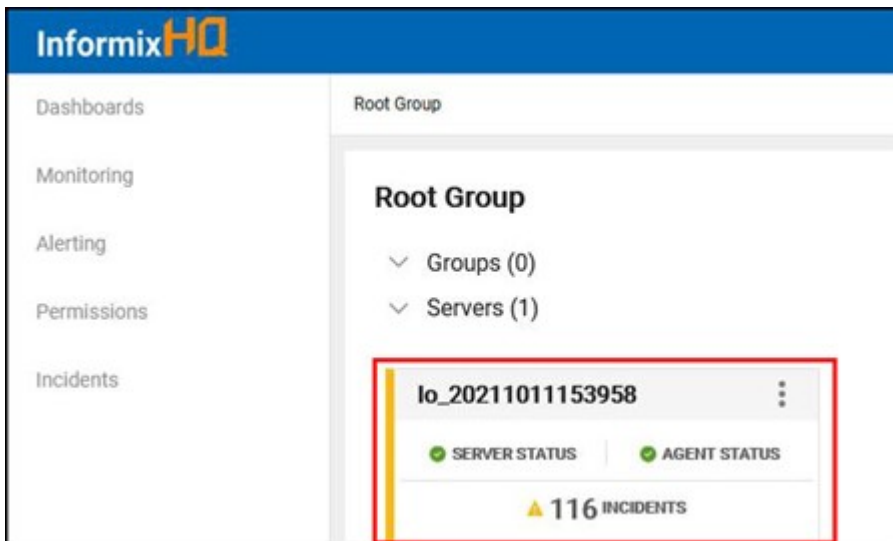 InformixHQ
Dashboards
Monitoring
Alerting
Permissions
Incidents
Root Group
Root Group
Groups (0)
Servers (1)
lo_20211011153958
SERVER STATUS
AGENT STATUS
116 INCIDENTS